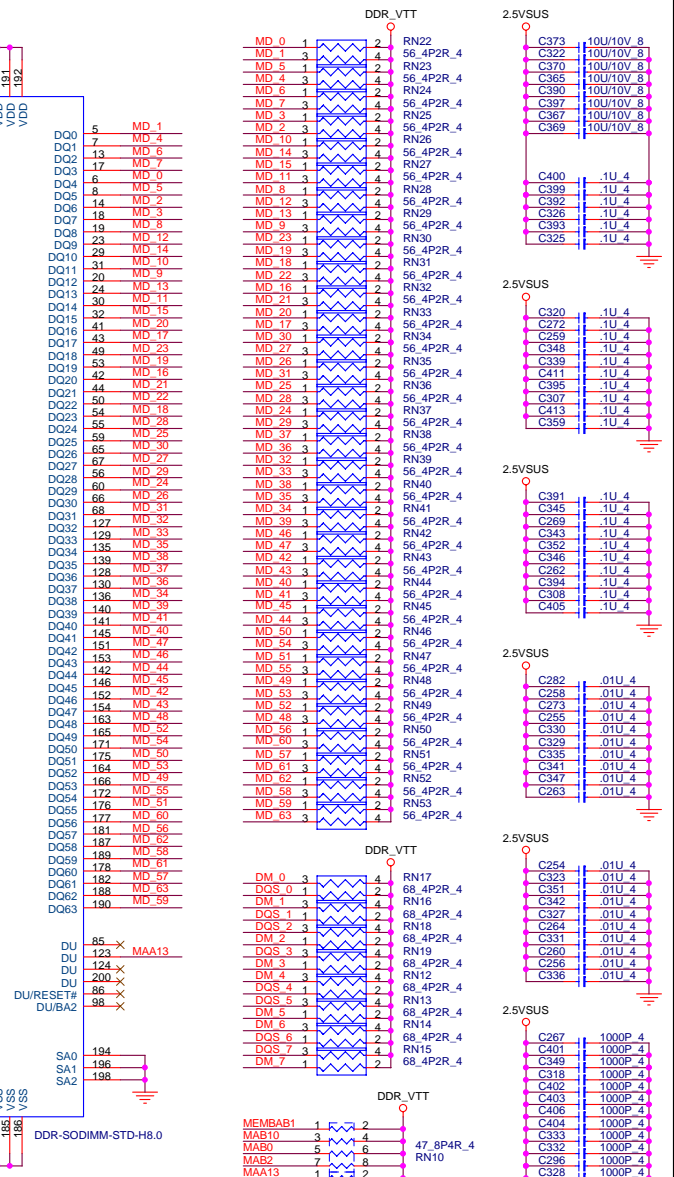 191
192
VDD
VDD
VDD
DQ0 5 MD_1
DQ1 7 MD_4
DQ2 13 MD_6
DQ3 17 MD_7
DQ4 6 MD_0
DQ5 8 MD_5
DQ6 14 MD_2
DQ7 18 MD_3
DQ8 19 MD_8
DQ9 23 MD_12
DQ10 29 MD_14
DQ11 31 MD_10
DQ12 20 MD_9
DQ13 24 MD_13
DQ14 30 MD_11
DQ15 32 MD_15
DQ16 41 MD_20
DQ17 43 MD_17
DQ18 49 MD_23
DQ19 53 MD_19
DQ20 42 MD_16
DQ21 44 MD_21
DQ22 50 MD_22
DQ23 54 MD_18
DQ24 55 MD_28
DQ25 59 MD_25
DQ26 65 MD_30
DQ27 67 MD_27
DQ28 56 MD_29
DQ29 60 MD_24
DQ30 66 MD_26
DQ31 68 MD_31
DQ32 127 MD_32
DQ33 129 MD_33
DQ34 135 MD_35
DQ35 139 MD_38
DQ36 128 MD_37
DQ37 130 MD_36
DQ38 136 MD_34
DQ39 140 MD_39
DQ40 141 MD_41
DQ41 145 MD_40
DQ42 151 MD_47
DQ43 153 MD_46
DQ44 142 MD_44
DQ45 146 MD_45
DQ46 152 MD_42
DQ47 154 MD_43
DQ48 163 MD_48
DQ49 165 MD_52
DQ50 171 MD_54
DQ51 175 MD_50
DQ52 164 MD_53
DQ53 166 MD_49
DQ54 172 MD_55
DQ55 176 MD_51
DQ56 177 MD_60
DQ57 181 MD_56
DQ58 187 MD_62
DQ59 189 MD_58
DQ60 178 MD_61
DQ61 182 MD_57
DQ62 188 MD_63
DQ63 190 MD_59
DU 85
DU 123 MAA13
DU 124
DU 200
DU/RESET# 86
DU/BA2 98
SA0 194
SA1 196
SA2 198
VSS
VSS
VSS
185
186
DDR-SODIMM-STD-H8.0
DDR_VTT
MD_0 1 2 RN22
MD_1 3 4 56_4P2R_4
MD_5 1 2 RN23
MD_4 3 4 56_4P2R_4
MD_6 1 2 RN24
MD_7 3 4 56_4P2R_4
MD_3 1 2 RN25
MD_2 3 4 56_4P2R_4
MD_10 1 2 RN26
MD_14 3 4 56_4P2R_4
MD_15 1 2 RN27
MD_11 3 4 56_4P2R_4
MD_8 1 2 RN28
MD_12 3 4 56_4P2R_4
MD_13 1 2 RN29
MD_9 3 4 56_4P2R_4
MD_23 1 2 RN30
MD_19 3 4 56_4P2R_4
MD_18 1 2 RN31
MD_22 3 4 56_4P2R_4
MD_16 1 2 RN32
MD_21 3 4 56_4P2R_4
MD_20 1 2 RN33
MD_17 3 4 56_4P2R_4
MD_30 1 2 RN34
MD_27 3 4 56_4P2R_4
MD_26 1 2 RN35
MD_31 3 4 56_4P2R_4
MD_25 1 2 RN36
MD_28 3 4 56_4P2R_4
MD_24 1 2 RN37
MD_29 3 4 56_4P2R_4
MD_37 1 2 RN38
MD_36 3 4 56_4P2R_4
MD_32 1 2 RN39
MD_33 3 4 56_4P2R_4
MD_38 1 2 RN40
MD_35 3 4 56_4P2R_4
MD_34 1 2 RN41
MD_39 3 4 56_4P2R_4
MD_46 1 2 RN42
MD_47 3 4 56_4P2R_4
MD_42 1 2 RN43
MD_43 3 4 56_4P2R_4
MD_40 1 2 RN44
MD_41 3 4 56_4P2R_4
MD_45 1 2 RN45
MD_44 3 4 56_4P2R_4
MD_50 1 2 RN46
MD_54 3 4 56_4P2R_4
MD_51 1 2 RN47
MD_55 3 4 56_4P2R_4
MD_49 1 2 RN48
MD_53 3 4 56_4P2R_4
MD_52 1 2 RN49
MD_48 3 4 56_4P2R_4
MD_56 1 2 RN50
MD_60 3 4 56_4P2R_4
MD_57 1 2 RN51
MD_61 3 4 56_4P2R_4
MD_62 1 2 RN52
MD_58 3 4 56_4P2R_4
MD_59 1 2 RN53
MD_63 3 4 56_4P2R_4
DDR_VTT
DM_0 3 4 RN17
DQS_0 1 2 68_4P2R_4
DM_1 3 4 RN16
DQS_1 1 2 68_4P2R_4
DQS_2 3 4 RN18
DM_2 1 2 68_4P2R_4
DQS_3 3 4 RN19
DM_3 1 2 68_4P2R_4
DM_4 3 4 RN12
DQS_4 1 2 68_4P2R_4
DQS_5 3 4 RN13
DM_5 1 2 68_4P2R_4
DM_6 3 4 RN14
DQS_6 1 2 68_4P2R_4
DQS_7 3 4 RN15
DM_7 1 2 68_4P2R_4
DDR_VTT
MEMBAB1 1 2
MAB10 3 4
MAB0 5 6 47_8P4R_4
MAB2 7 8 RN10
MAA13 1 2
2.5VSUS
C373 10U/10V_8
C322 10U/10V_8
C370 10U/10V_8
C365 10U/10V_8
C390 10U/10V_8
C397 10U/10V_8
C367 10U/10V_8
C369 10U/10V_8
C400 .1U_4
C399 .1U_4
C392 .1U_4
C326 .1U_4
C393 .1U_4
C325 .1U_4
2.5VSUS
C320 .1U_4
C272 .1U_4
C259 .1U_4
C348 .1U_4
C339 .1U_4
C411 .1U_4
C395 .1U_4
C307 .1U_4
C413 .1U_4
C359 .1U_4
2.5VSUS
C391 .1U_4
C345 .1U_4
C269 .1U_4
C343 .1U_4
C352 .1U_4
C346 .1U_4
C262 .1U_4
C394 .1U_4
C308 .1U_4
C405 .1U_4
2.5VSUS
C282 .01U_4
C258 .01U_4
C273 .01U_4
C255 .01U_4
C330 .01U_4
C329 .01U_4
C335 .01U_4
C341 .01U_4
C347 .01U_4
C263 .01U_4
2.5VSUS
C254 .01U_4
C323 .01U_4
C351 .01U_4
C342 .01U_4
C327 .01U_4
C264 .01U_4
C331 .01U_4
C260 .01U_4
C256 .01U_4
C336 .01U_4
2.5VSUS
C267 1000P_4
C401 1000P_4
C349 1000P_4
C318 1000P_4
C402 1000P_4
C403 1000P_4
C406 1000P_4
C404 1000P_4
C333 1000P_4
C332 1000P_4
C296 1000P_4
C328 1000P_4